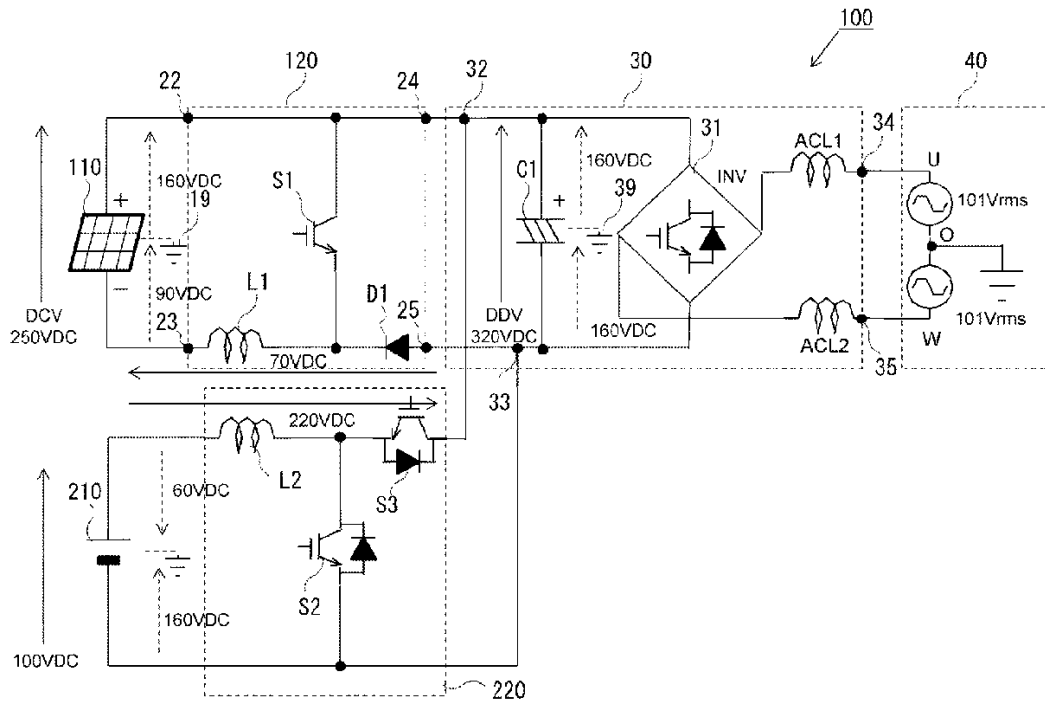 100
120
30
40
22
24
32
34
110
+
−
160VDC
19
90VDC
DCV
250VDC
S1
L1
23
D1
25
70VDC
DDV
320VDC
C1
+
160VDC
39
160VDC
31
INV
ACL1
ACL2
35
U
O
W
101Vrms
101Vrms
33
220VDC
L2
S3
S2
210
60VDC
160VDC
100VDC
220